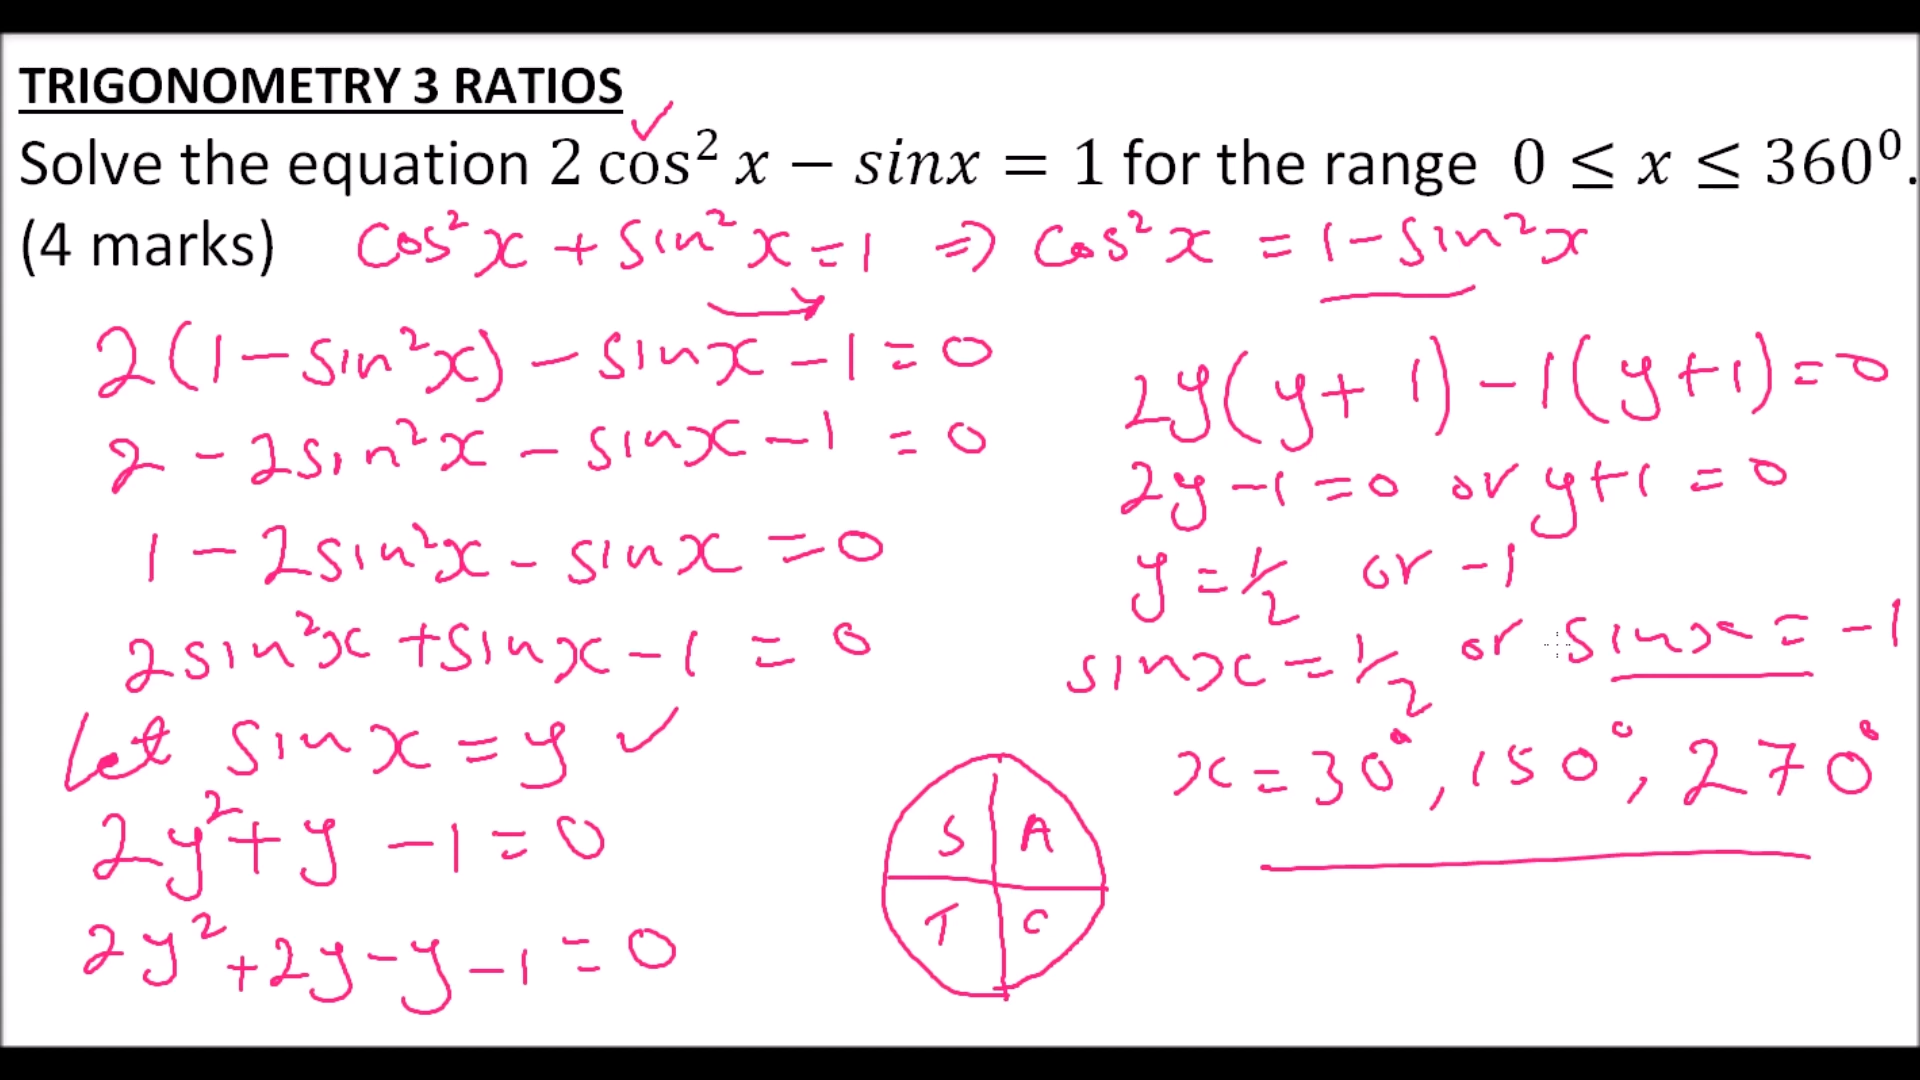 TRIGONOMETRY 3 RATIOS
Solve the equation 2 cos² x − sinx = 1 for the range 0 ≤ x ≤ 360⁰.
(4 marks) cos²x + sin²x = 1 ⇒ cos²x = 1 − sin²x
2(1 − sin²x) − sinx − 1 = 0
2 − 2sin²x − sinx − 1 = 0
1 − 2sin²x − sinx = 0
2sin²x + sinx − 1 = 0
Let sinx = y ✓
2y² + y − 1 = 0
2y² + 2y − y − 1 = 0
S A
T C
2y(y + 1) − 1(y + 1) = 0
2y − 1 = 0 or y + 1 = 0
y = 1/2 or −1
sinx = 1/2 or sinx = −1
x = 30°, 150°, 270°